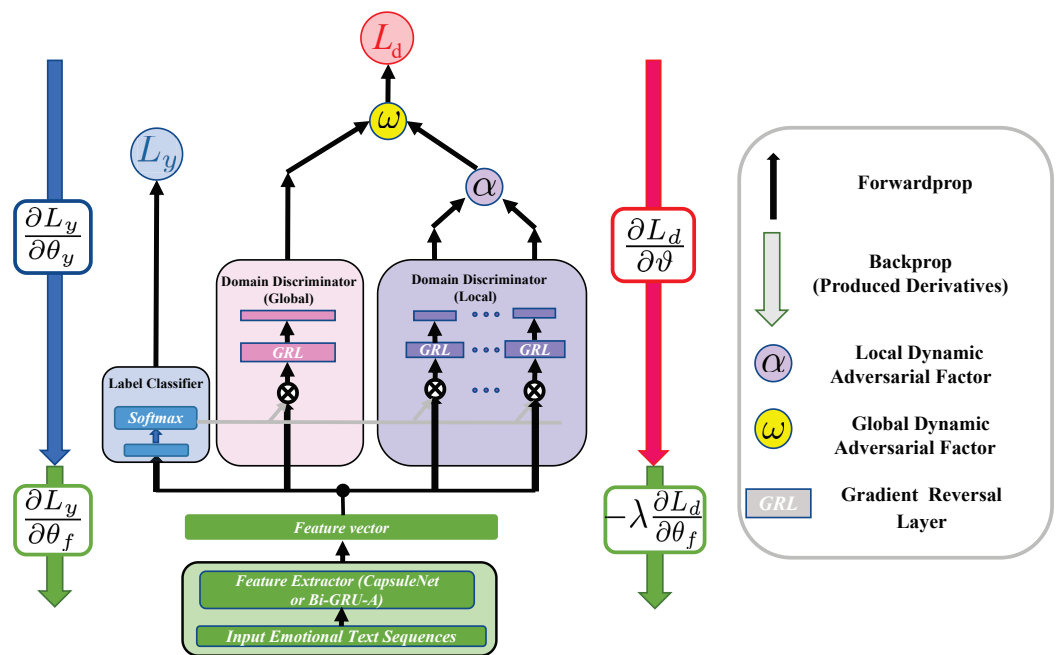 L_d
ω
L_y
α
∂L_y
∂θ_y
∂L_d
∂ϑ
Domain Discriminator
(Global)
GRL
Domain Discriminator
(Local)
GRL
GRL
Label Classifier
Softmax
∂L_y
∂θ_f
−λ ∂L_d
∂θ_f
Feature vector
Feature Extractor (CapsuleNet
or Bi-GRU-A)
Input Emotional Text Sequences
Forwardprop
Backprop
(Produced Derivatives)
α
Local Dynamic
Adversarial Factor
ω
Global Dynamic
Adversarial Factor
GRL
Gradient Reversal
Layer